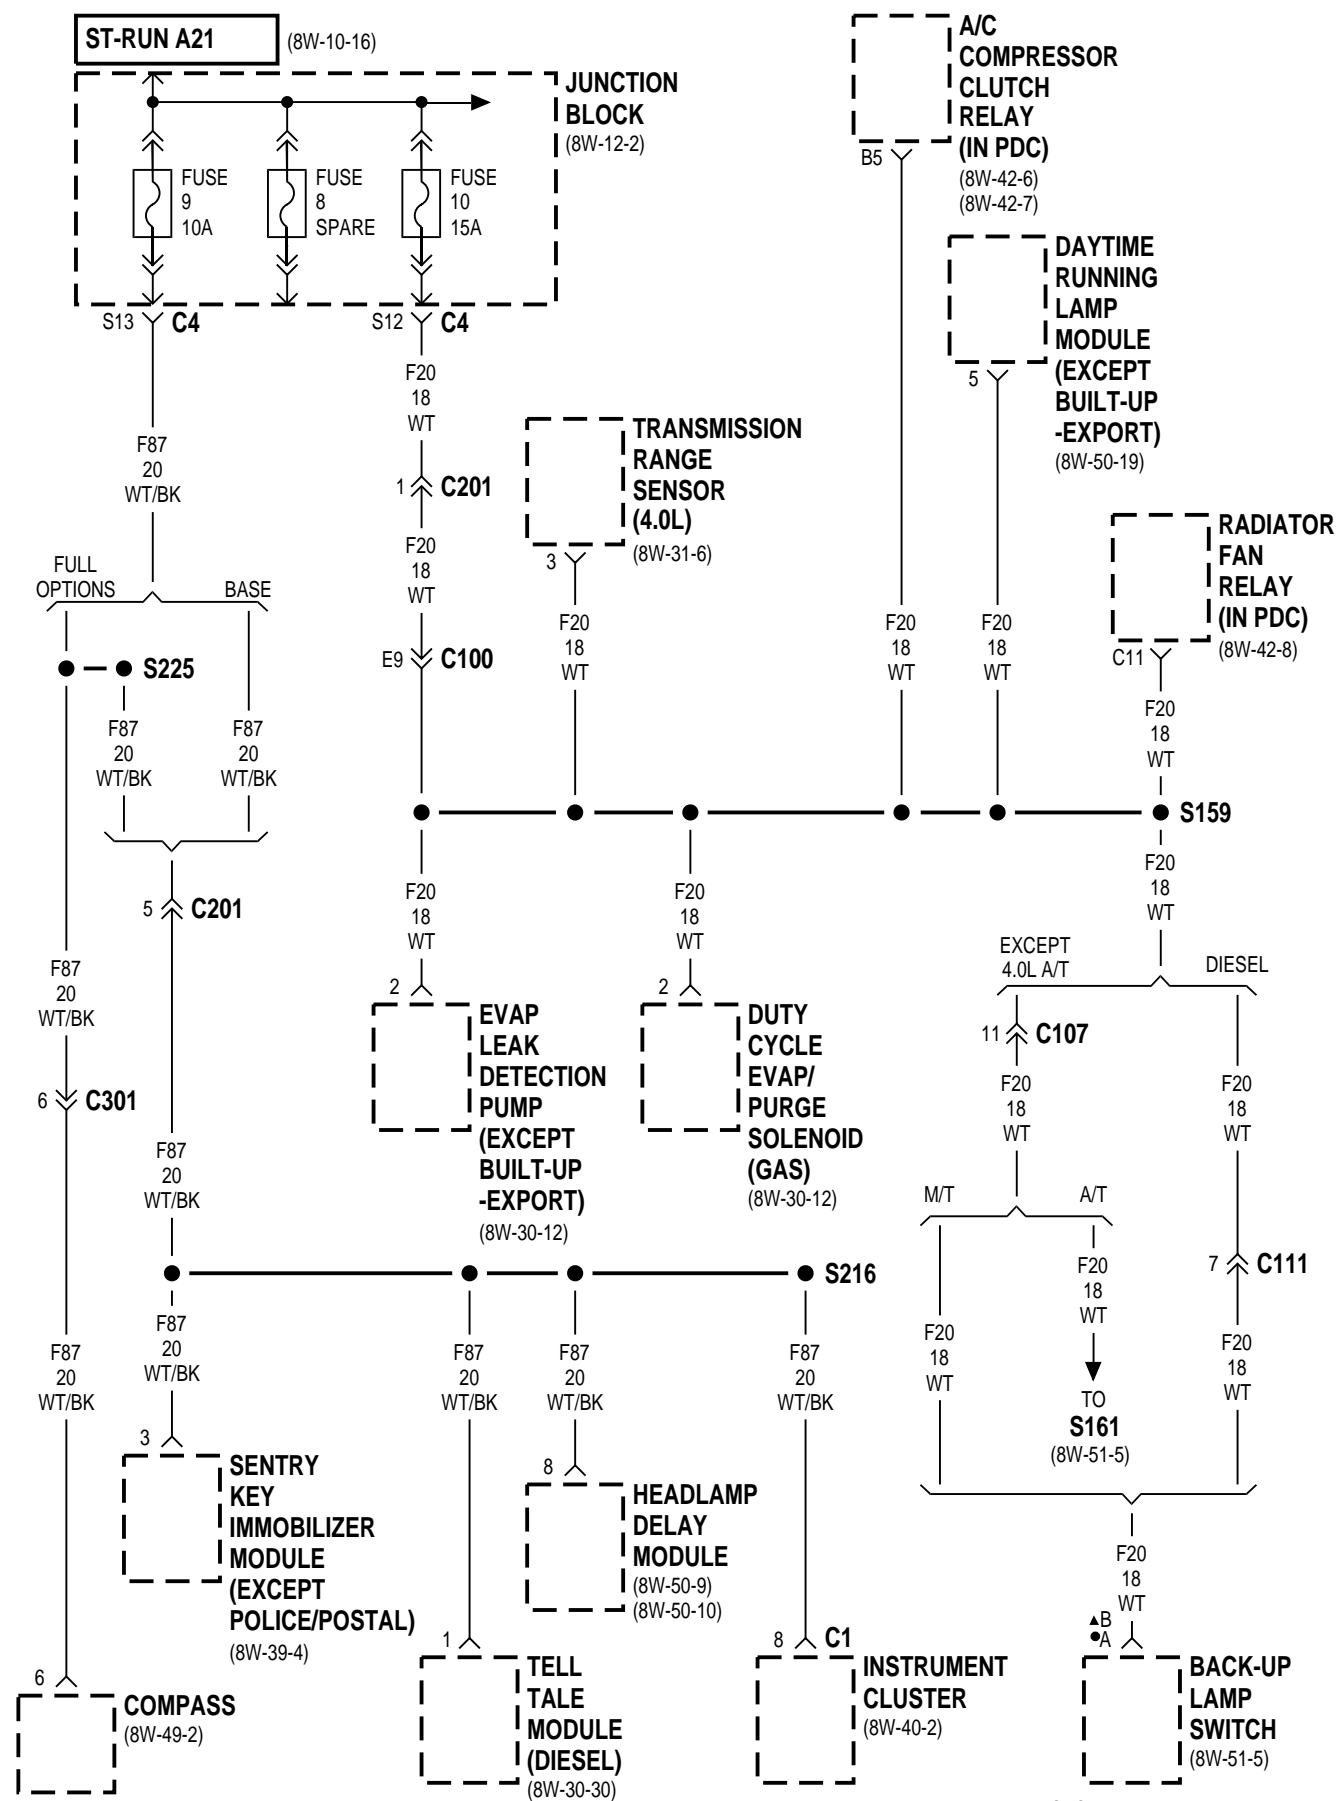 ST-RUN A21
(8W-10-16)
JUNCTION
BLOCK
(8W-12-2)
FUSE
9
10A
FUSE
8
SPARE
FUSE
10
15A
S13
C4
S12
C4
A/C
COMPRESSOR
CLUTCH
RELAY
(IN PDC)
(8W-42-6)
(8W-42-7)
B5
DAYTIME
RUNNING
LAMP
MODULE
(EXCEPT
BUILT-UP
-EXPORT)
(8W-50-19)
5
F20
18
WT
1
C201
F20
18
WT
E9
C100
TRANSMISSION
RANGE
SENSOR
(4.0L)
(8W-31-6)
3
F20
18
WT
F20
18
WT
F20
18
WT
RADIATOR
FAN
RELAY
(IN PDC)
(8W-42-8)
C11
F20
18
WT
F87
20
WT/BK
FULL
OPTIONS
BASE
S225
F87
20
WT/BK
F87
20
WT/BK
S159
5
C201
F87
20
WT/BK
6
C301
F20
18
WT
2
EVAP
LEAK
DETECTION
PUMP
(EXCEPT
BUILT-UP
-EXPORT)
(8W-30-12)
F20
18
WT
2
DUTY
CYCLE
EVAP/
PURGE
SOLENOID
(GAS)
(8W-30-12)
F20
18
WT
EXCEPT
4.0L A/T
DIESEL
11
C107
F20
18
WT
F20
18
WT
M/T
A/T
F20
18
WT
TO
S161
(8W-51-5)
7
C111
F20
18
WT
F20
18
WT
F87
20
WT/BK
S216
F87
20
WT/BK
F87
20
WT/BK
F87
20
WT/BK
F87
20
WT/BK
F87
20
WT/BK
3
SENTRY
KEY
IMMOBILIZER
MODULE
(EXCEPT
POLICE/POSTAL)
(8W-39-4)
8
HEADLAMP
DELAY
MODULE
(8W-50-9)
(8W-50-10)
F20
18
WT
▲B
●A
6
COMPASS
(8W-49-2)
1
TELL
TALE
MODULE
(DIESEL)
(8W-30-30)
8
C1
INSTRUMENT
CLUSTER
(8W-40-2)
BACK-UP
LAMP
SWITCH
(8W-51-5)